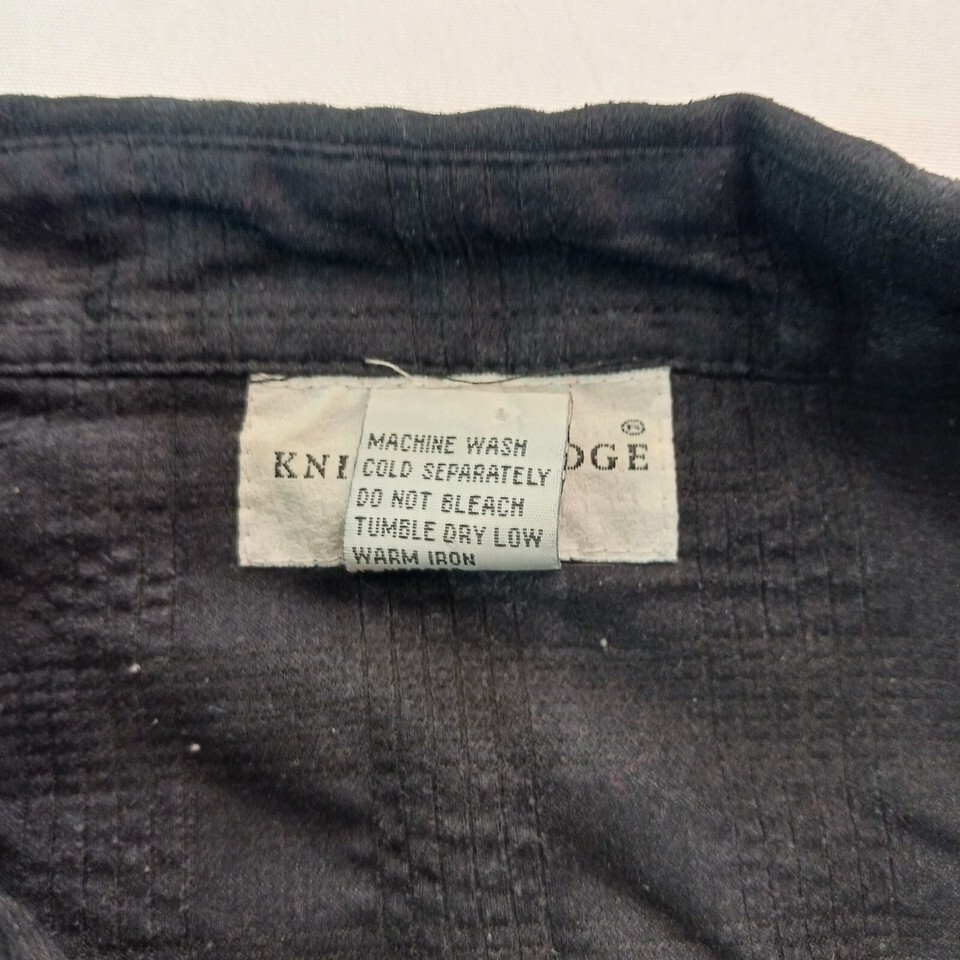 KNI DGE ®
MACHINE WASH
COLD SEPARATELY
DO NOT BLEACH
TUMBLE DRY LOW
WARM IRON